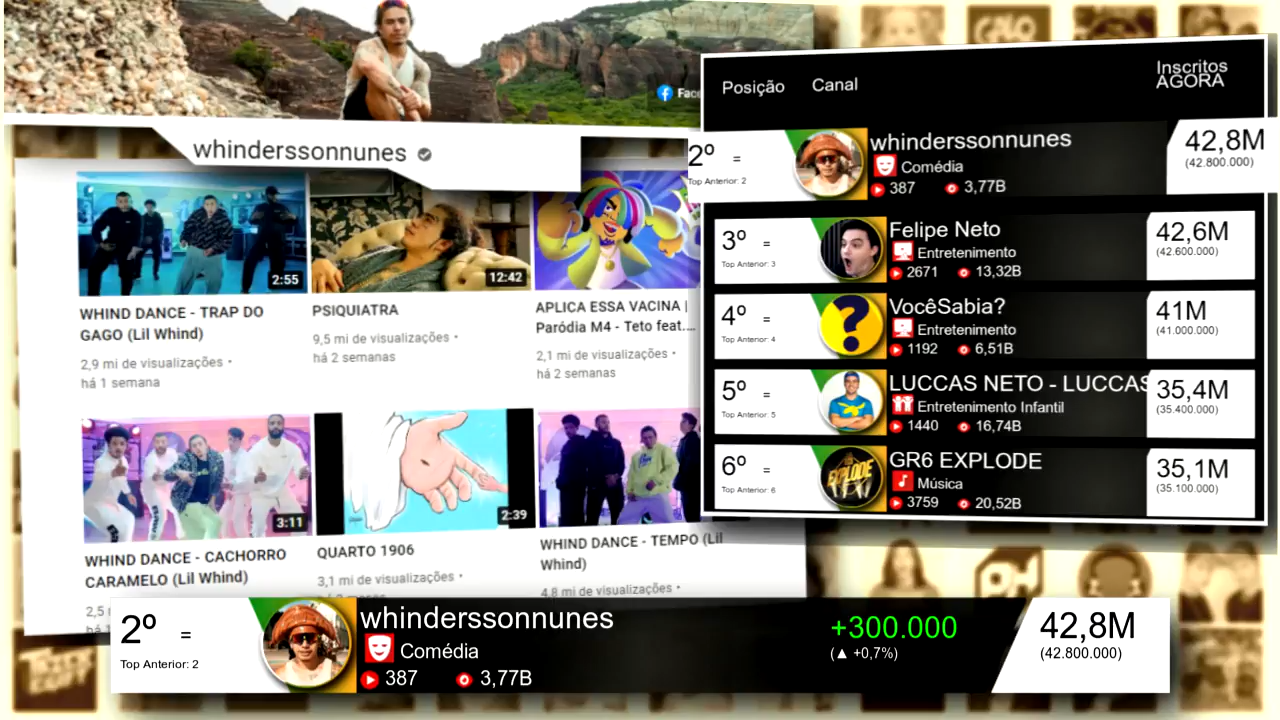 CALO
Face
Posição
Canal
Inscritos
AGORA
whinderssonnunes
2º =
Top Anterior: 2
whinderssonnunes
Comédia
387 3,77B
42,8M
(42.800.000)
3º =
Top Anterior: 3
Felipe Neto
Entretenimento
2671 13,32B
42,6M
(42.600.000)
4º =
Top Anterior: 4
VocêSabia?
Entretenimento
1192 6,51B
41M
(41.000.000)
5º =
Top Anterior: 5
LUCCAS NETO - LUCCAS
Entretenimento Infantil
1440 16,74B
35,4M
(35.400.000)
6º =
Top Anterior: 6
EXPLODE
GR6 EXPLODE
Música
3759 20,52B
35,1M
(35.100.000)
2:55
WHIND DANCE - TRAP DO
GAGO (Lil Whind)
2,9 mi de visualizações •
há 1 semana
12:42
PSIQUIATRA
9,5 mi de visualizações •
há 2 semanas
APLICA ESSA VACINA |
Paródia M4 - Teto feat....
2,1 mi de visualizações •
há 2 semanas
3:11
WHIND DANCE - CACHORRO
CARAMELO (Lil Whind)
2,5
há 1
2:39
QUARTO 1906
3,1 mi de visualizações •
WHIND DANCE - TEMPO (Lil
Whind)
4,8 mi de visualizações •
2º =
Top Anterior: 2
whinderssonnunes
Comédia
387 3,77B
+300.000
(▲ +0,7%)
42,8M
(42.800.000)